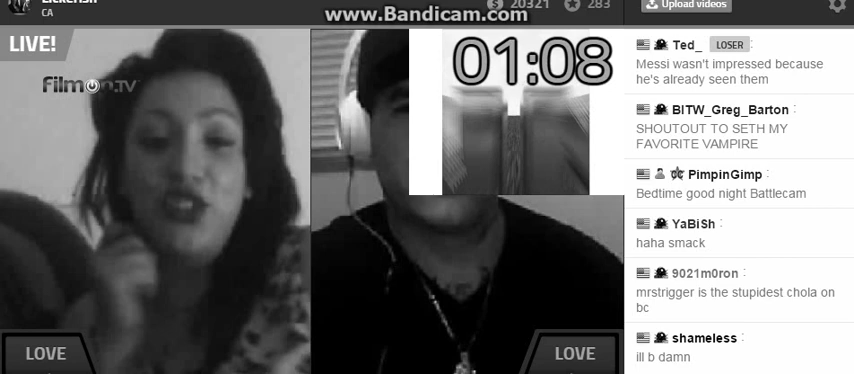 CA
20321
283
www.Bandicam.com
Upload videos
LIVE!
FilmOn.TV
01:08
Ted_ LOSER :
Messi wasn't impressed because
he's already seen them
BITW_Greg_Barton :
SHOUTOUT TO SETH MY
FAVORITE VAMPIRE
PimpinGimp :
Bedtime good night Battlecam
YaBiSh :
haha smack
9021m0ron :
mrstrigger is the stupidest chola on
bc
shameless :
ill b damn
LOVE
LOVE